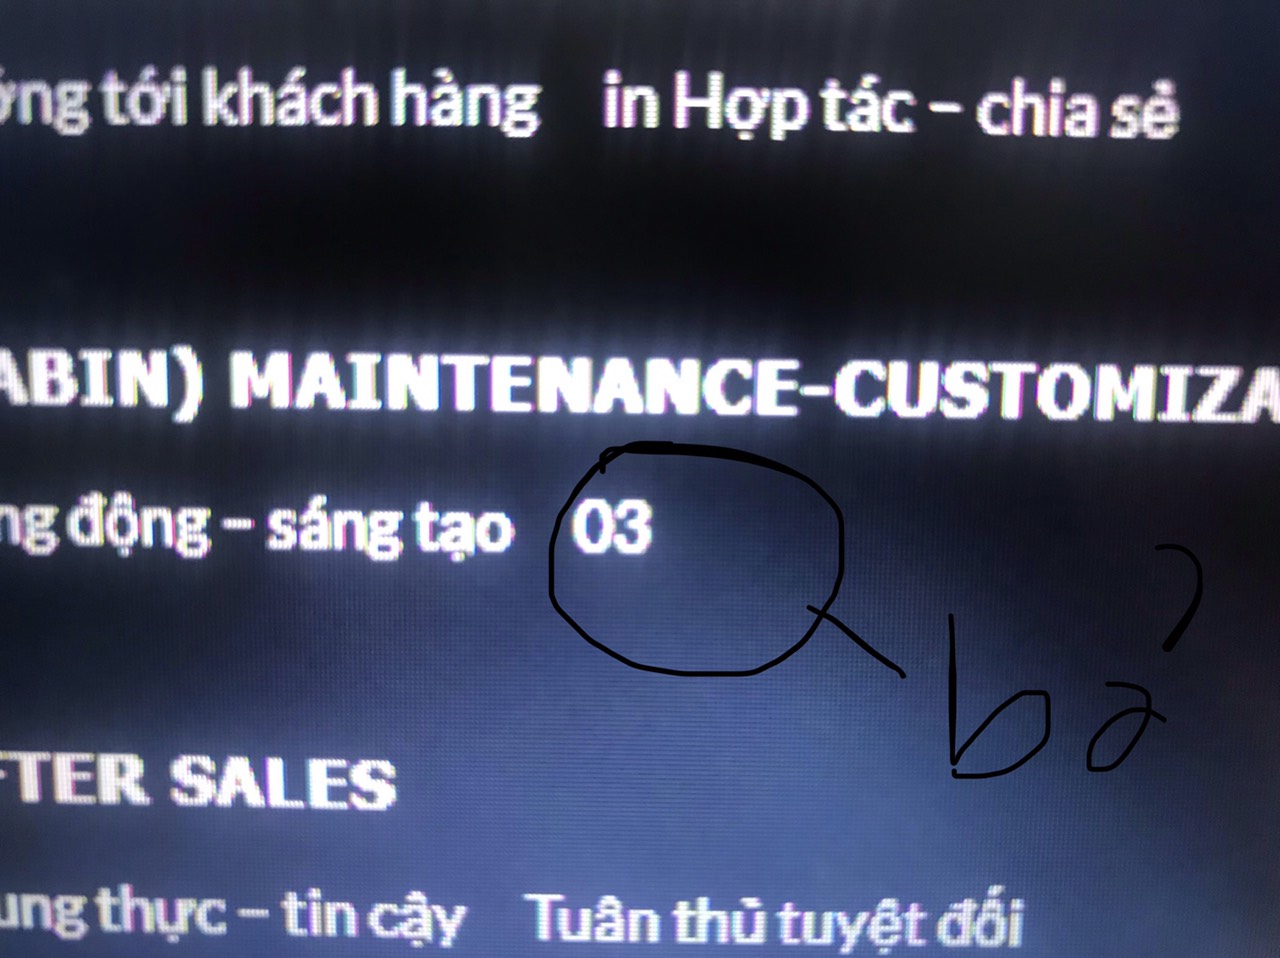 ớng tới khách hàng in Hợp tác – chia sẻ
ABIN) MAINTENANCE-CUSTOMIZA
ng động – sáng tạo 03
bả
FTER SALES
ung thực – tin cậy Tuân thủ tuyệt đối